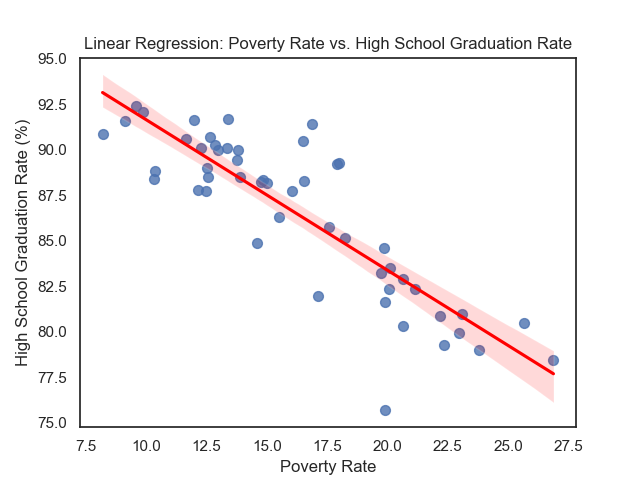 Linear Regression: Poverty Rate vs. High School Graduation Rate
95.0
92.5
90.0
87.5
85.0
82.5
80.0
77.5
75.0
High School Graduation Rate (%)
7.5 10.0 12.5 15.0 17.5 20.0 22.5 25.0 27.5
Poverty Rate